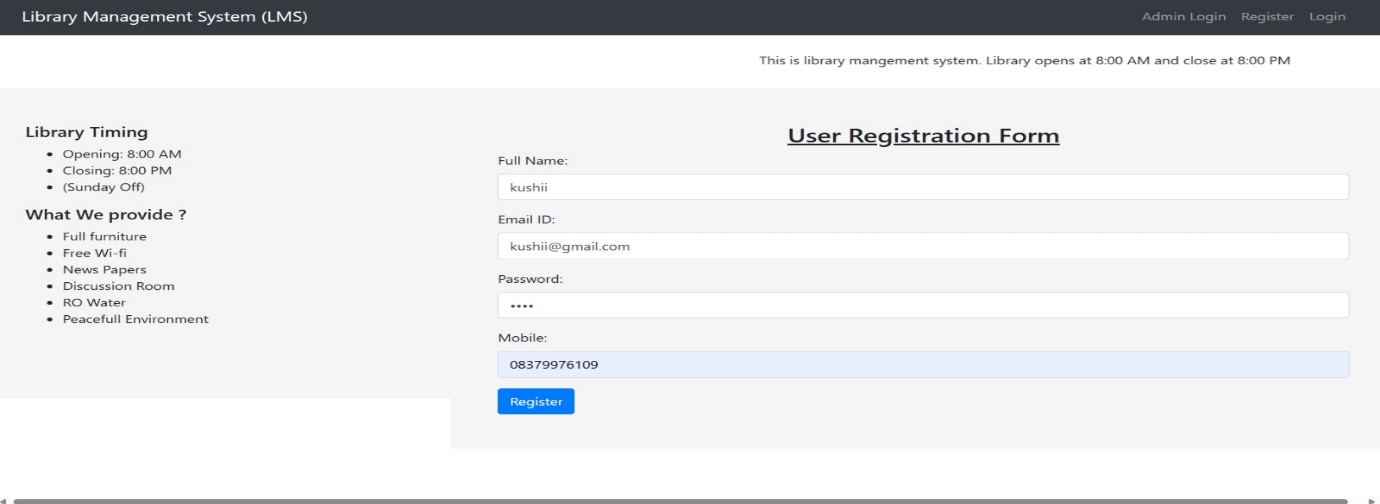 Library Management System (LMS)
Admin Login Register Login
This is library mangement system. Library opens at 8:00 AM and close at 8:00 PM
Library Timing
• Opening: 8:00 AM
• Closing: 8:00 PM
• (Sunday Off)
What We provide ?
• Full furniture
• Free Wi-fi
• News Papers
• Discussion Room
• RO Water
• Peacefull Environment
User Registration Form
Full Name:
kushii
Email ID:
kushii@gmail.com
Password:
••••
Mobile:
08379976109
Register